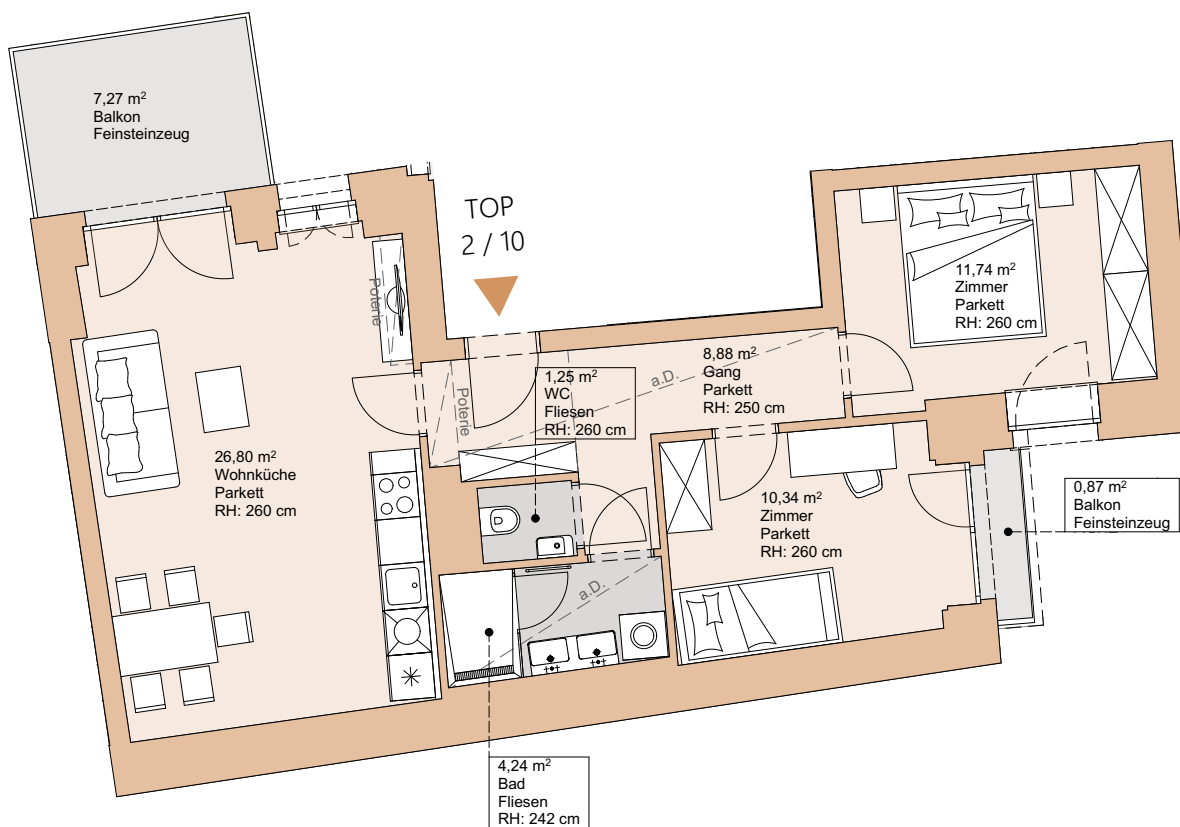 7,27 m²
Balkon
Feinsteinzeug
TOP
2 / 10
11,74 m²
Zimmer
Parkett
RH: 260 cm
Poterie
8,88 m²
Gang
Parkett
RH: 250 cm
a.D.
1,25 m²
WC
Fliesen
RH: 260 cm
Poterie
26,80 m²
Wohnküche
Parkett
RH: 260 cm
10,34 m²
Zimmer
Parkett
RH: 260 cm
0,87 m²
Balkon
Feinsteinzeug
a.D.
4,24 m²
Bad
Fliesen
RH: 242 cm